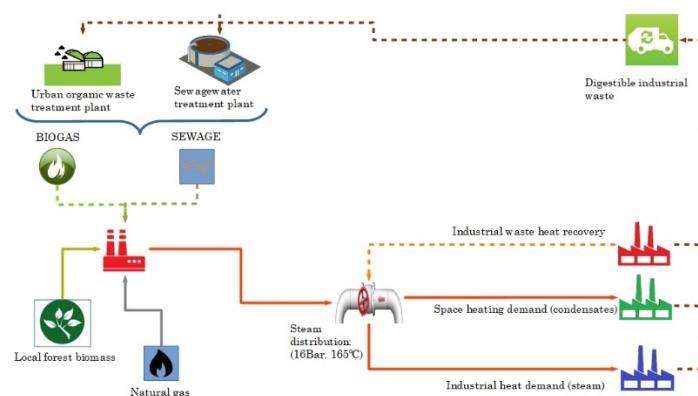 Urban organic waste
treatment plant
Sewagewater
treatment plant
Digestible industrial
waste
BIOGAS
SEWAGE
Industrial waste heat recovery
Space heating demand (condensates)
Steam
distribution:
(16Bar, 165ºC)
Local forest biomass
Natural gas
Industrial heat demand (steam)